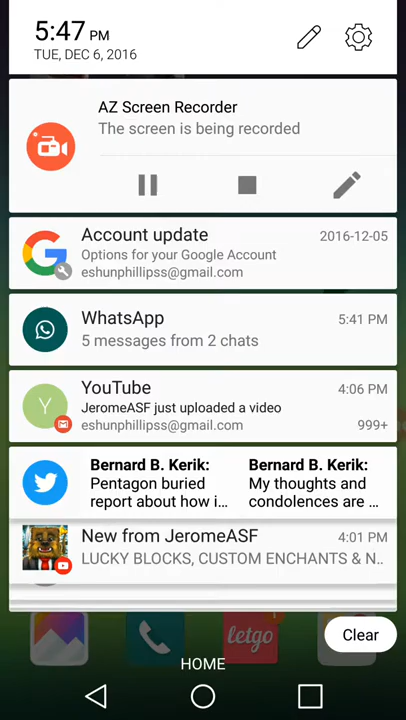 5:47 PM
TUE, DEC 6, 2016
AZ Screen Recorder
The screen is being recorded
Account update 2016-12-05
Options for your Google Account
eshunphillipss@gmail.com
WhatsApp 5:41 PM
5 messages from 2 chats
Y
YouTube 4:06 PM
JeromeASF just uploaded a video
eshunphillipss@gmail.com 999+
Bernard B. Kerik: Bernard B. Kerik:
Pentagon buried My thoughts and
report about how i... condolences are ...
New from JeromeASF 4:01 PM
LUCKY BLOCKS, CUSTOM ENCHANTS & N..
letgo
Clear
HOME